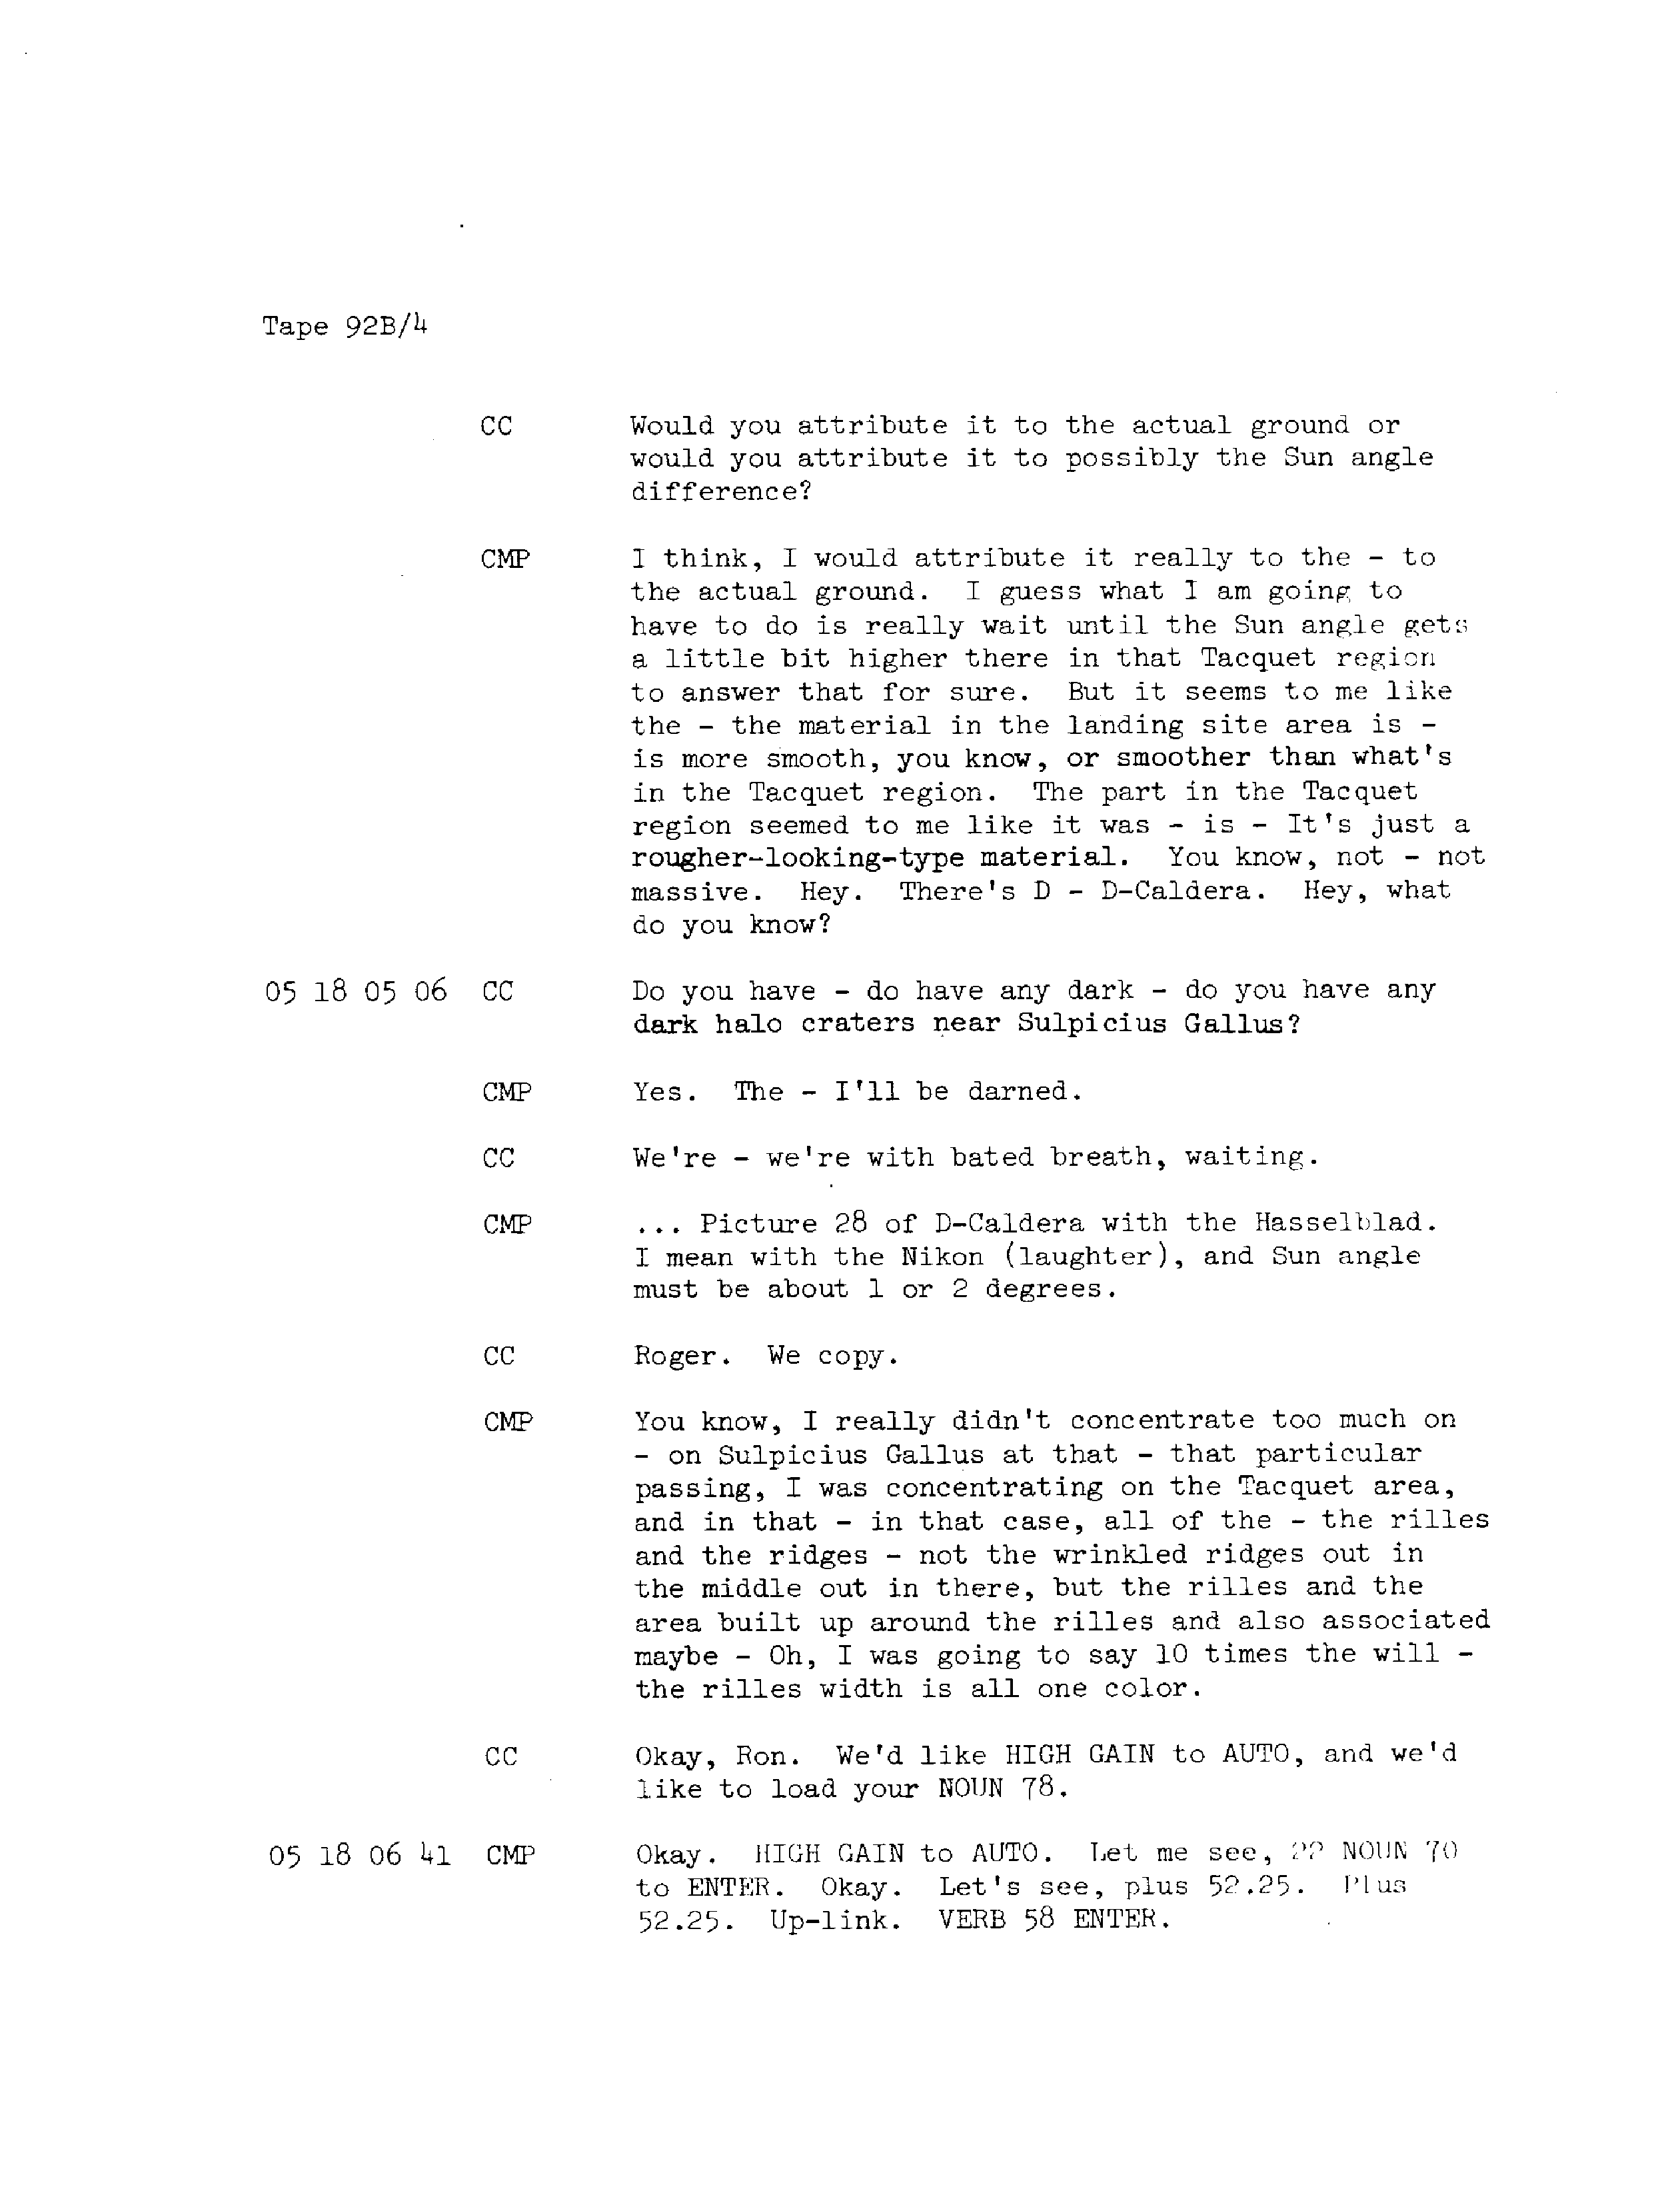 Tape 92B/4
CC Would you attribute it to the actual ground or
would you attribute it to possibly the Sun angle
difference?
CMP I think, I would attribute it really to the - to
the actual ground. I guess what I am going to
have to do is really wait until the Sun angle gets
a little bit higher there in that Tacquet region
to answer that for sure. But it seems to me like
the - the material in the landing site area is -
is more smooth, you know, or smoother than what's
in the Tacquet region. The part in the Tacquet
region seemed to me like it was - is - It's just a
rougher-looking-type material. You know, not - not
massive. Hey. There's D - D-Caldera. Hey, what
do you know?
05 18 05 06 CC Do you have - do have any dark - do you have any
dark halo craters near Sulpicius Gallus?
CMP Yes. The - I'll be darned.
CC We're - we're with bated breath, waiting.
CMP ... Picture 28 of D-Caldera with the Hasselblad.
I mean with the Nikon (laughter), and Sun angle
must be about 1 or 2 degrees.
CC Roger. We copy.
CMP You know, I really didn't concentrate too much on
- on Sulpicius Gallus at that - that particular
passing, I was concentrating on the Tacquet area,
and in that - in that case, all of the - the rilles
and the ridges - not the wrinkled ridges out in
the middle out in there, but the rilles and the
area built up around the rilles and also associated
maybe - Oh, I was going to say 10 times the will -
the rilles width is all one color.
CC Okay, Ron. We'd like HIGH GAIN to AUTO, and we'd
like to load your NOUN 78.
05 18 06 41 CMP Okay. HIGH GAIN to AUTO. Let me see, NOUN 70
to ENTER. Okay. Let's see, plus 52.25. Plus
52.25. Up-link. VERB 58 ENTER.